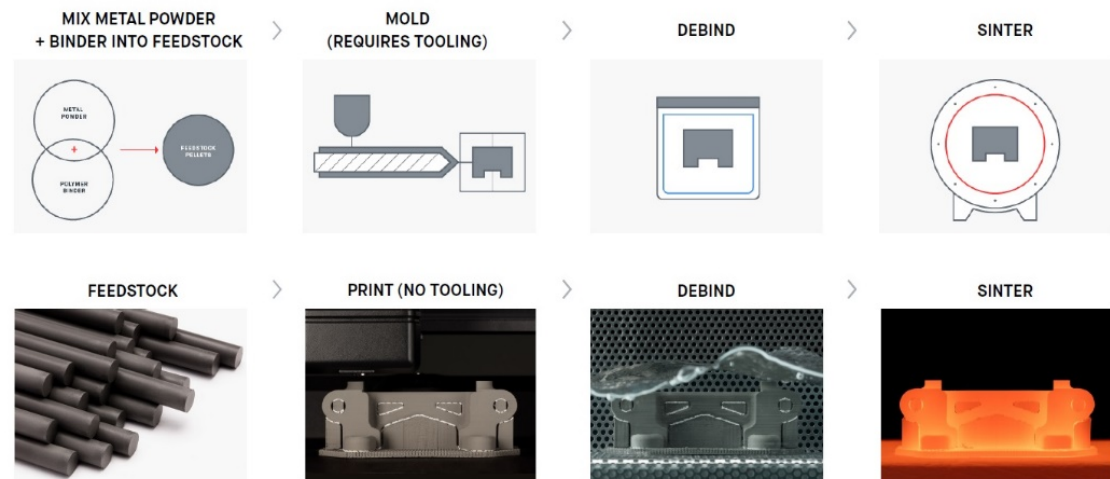 MIX METAL POWDER
+ BINDER INTO FEEDSTOCK
MOLD
(REQUIRES TOOLING)
DEBIND
SINTER
METAL
POWDER
+
POLYMER
BINDER
FEEDSTOCK
PELLETS
FEEDSTOCK
PRINT (NO TOOLING)
DEBIND
SINTER